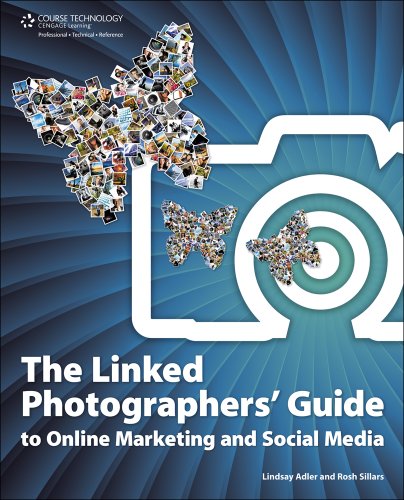 COURSE TECHNOLOGY
CENGAGE Learning™
Professional • Technical • Reference
The Linked
Photographers’ Guide
to Online Marketing and Social Media
Lindsay Adler and Rosh Sillars